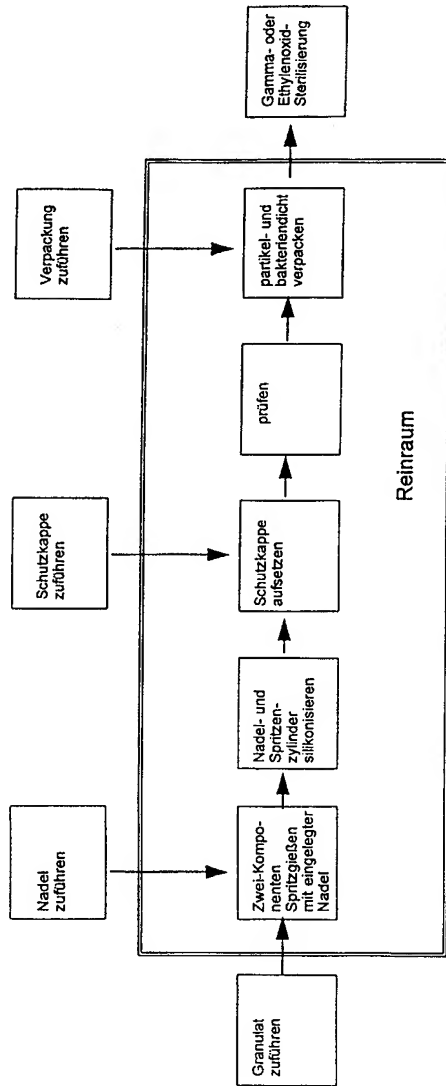 Nadel
zuführen
Schutzkappe
zuführen
Verpackung
zuführen
Granulat
zuführen
Zwei-Kompo-
nenten
Spritzgießen
mit eingelegter
Nadel
Nadel- und
Spritzen-
zylinder
silikonisieren
Schutzkappe
aufsetzen
prüfen
partikel- und
bakteriendicht
verpacken
Gamma- oder
Ethylenoxid-
Sterilisierung
Reinraum